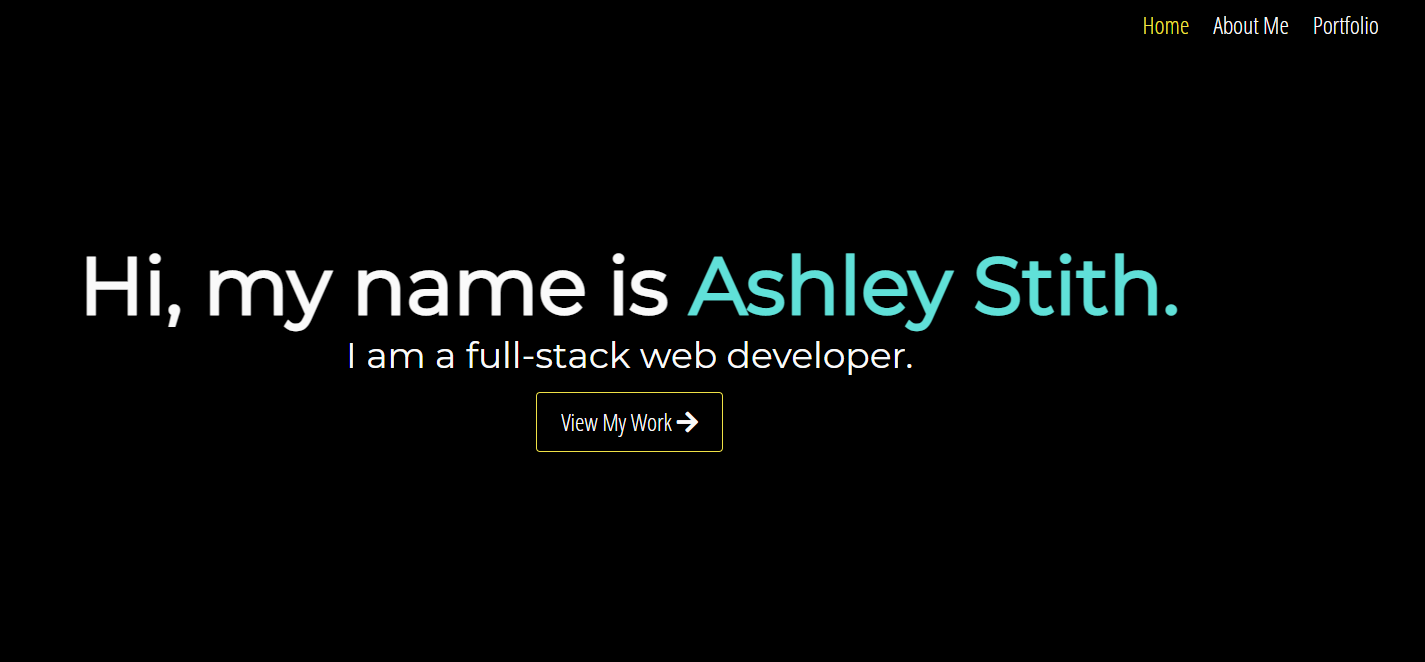 Home About Me Portfolio
Hi, my name is Ashley Stith.
I am a full-stack web developer.
View My Work